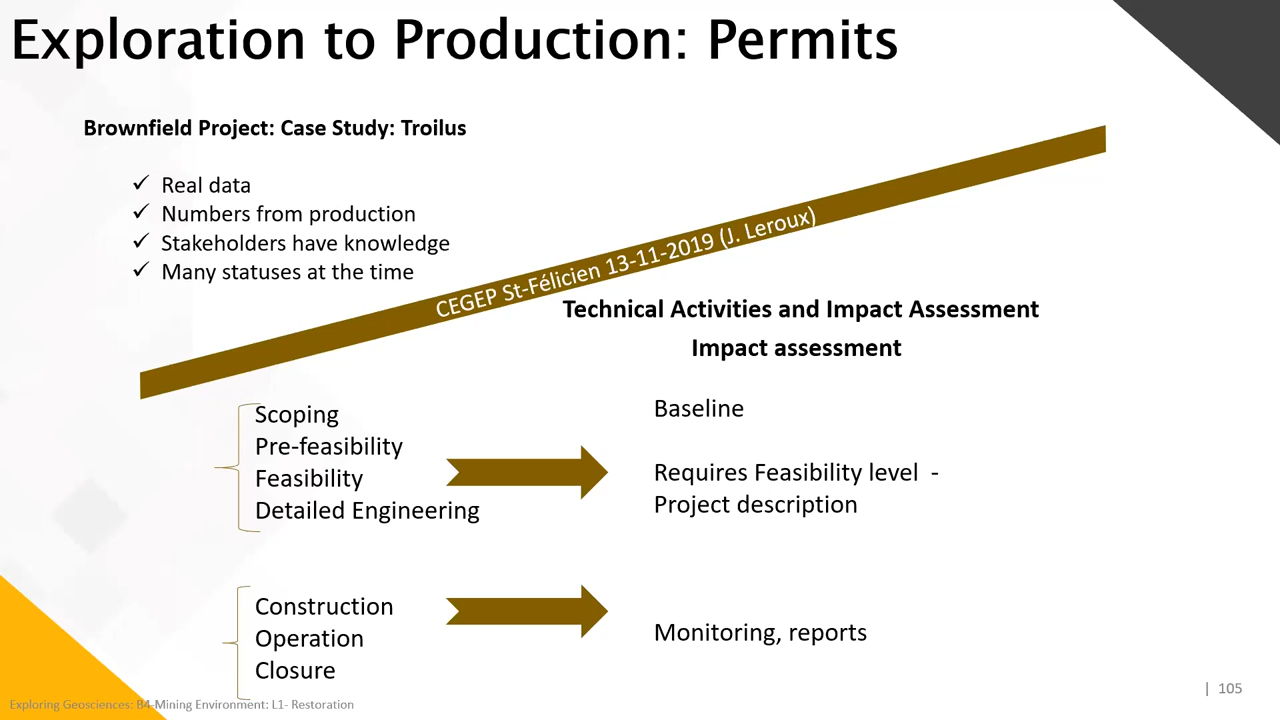 Exploration to Production: Permits
Brownfield Project: Case Study: Troilus
✓ Real data
✓ Numbers from production
✓ Stakeholders have knowledge
✓ Many statuses at the time
CEGEP St-Félicien 13-11-2019 (J. Leroux)
Technical Activities and Impact Assessment
Impact assessment
Scoping
Pre-feasibility
Feasibility
Detailed Engineering
Baseline
Requires Feasibility level -
Project description
Construction
Operation
Closure
Monitoring, reports
Exploring Geosciences: B4-Mining Environment: L1- Restoration
| 105